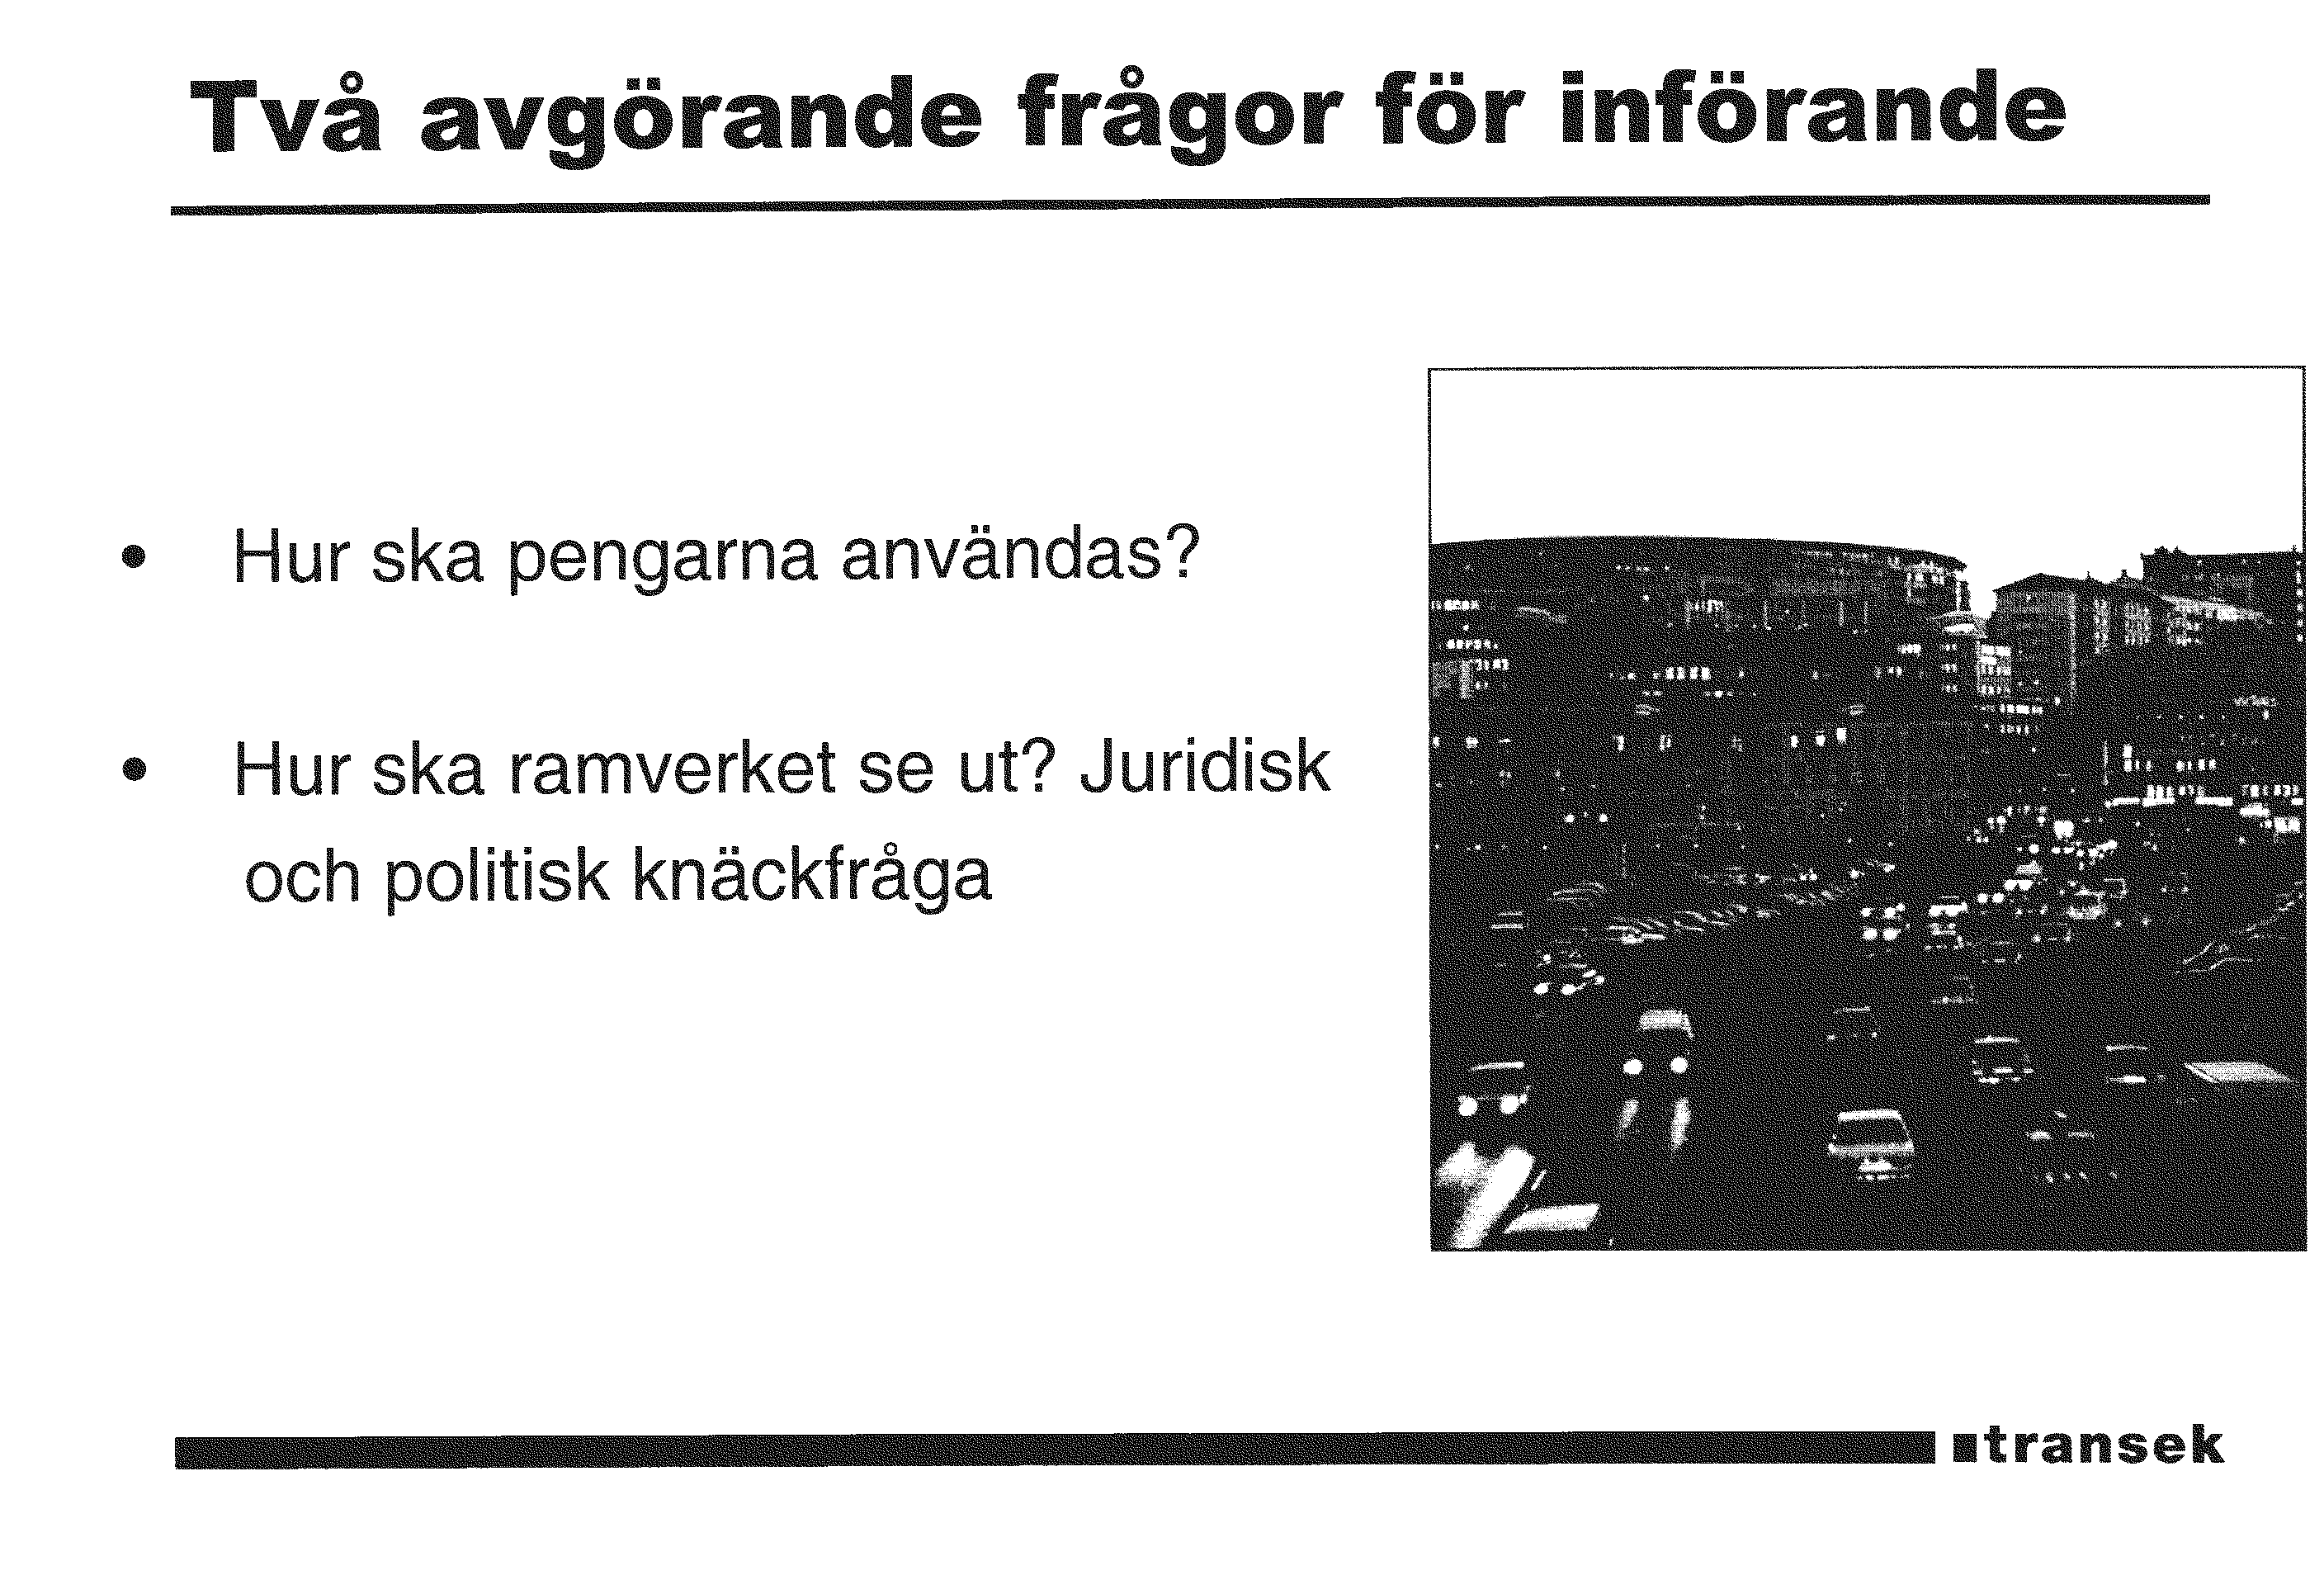 Två avgörande frågor för införande
• Hur ska pengarna användas?
• Hur ska ramverket se ut? Juridisk
och politisk knäckfråga
transek